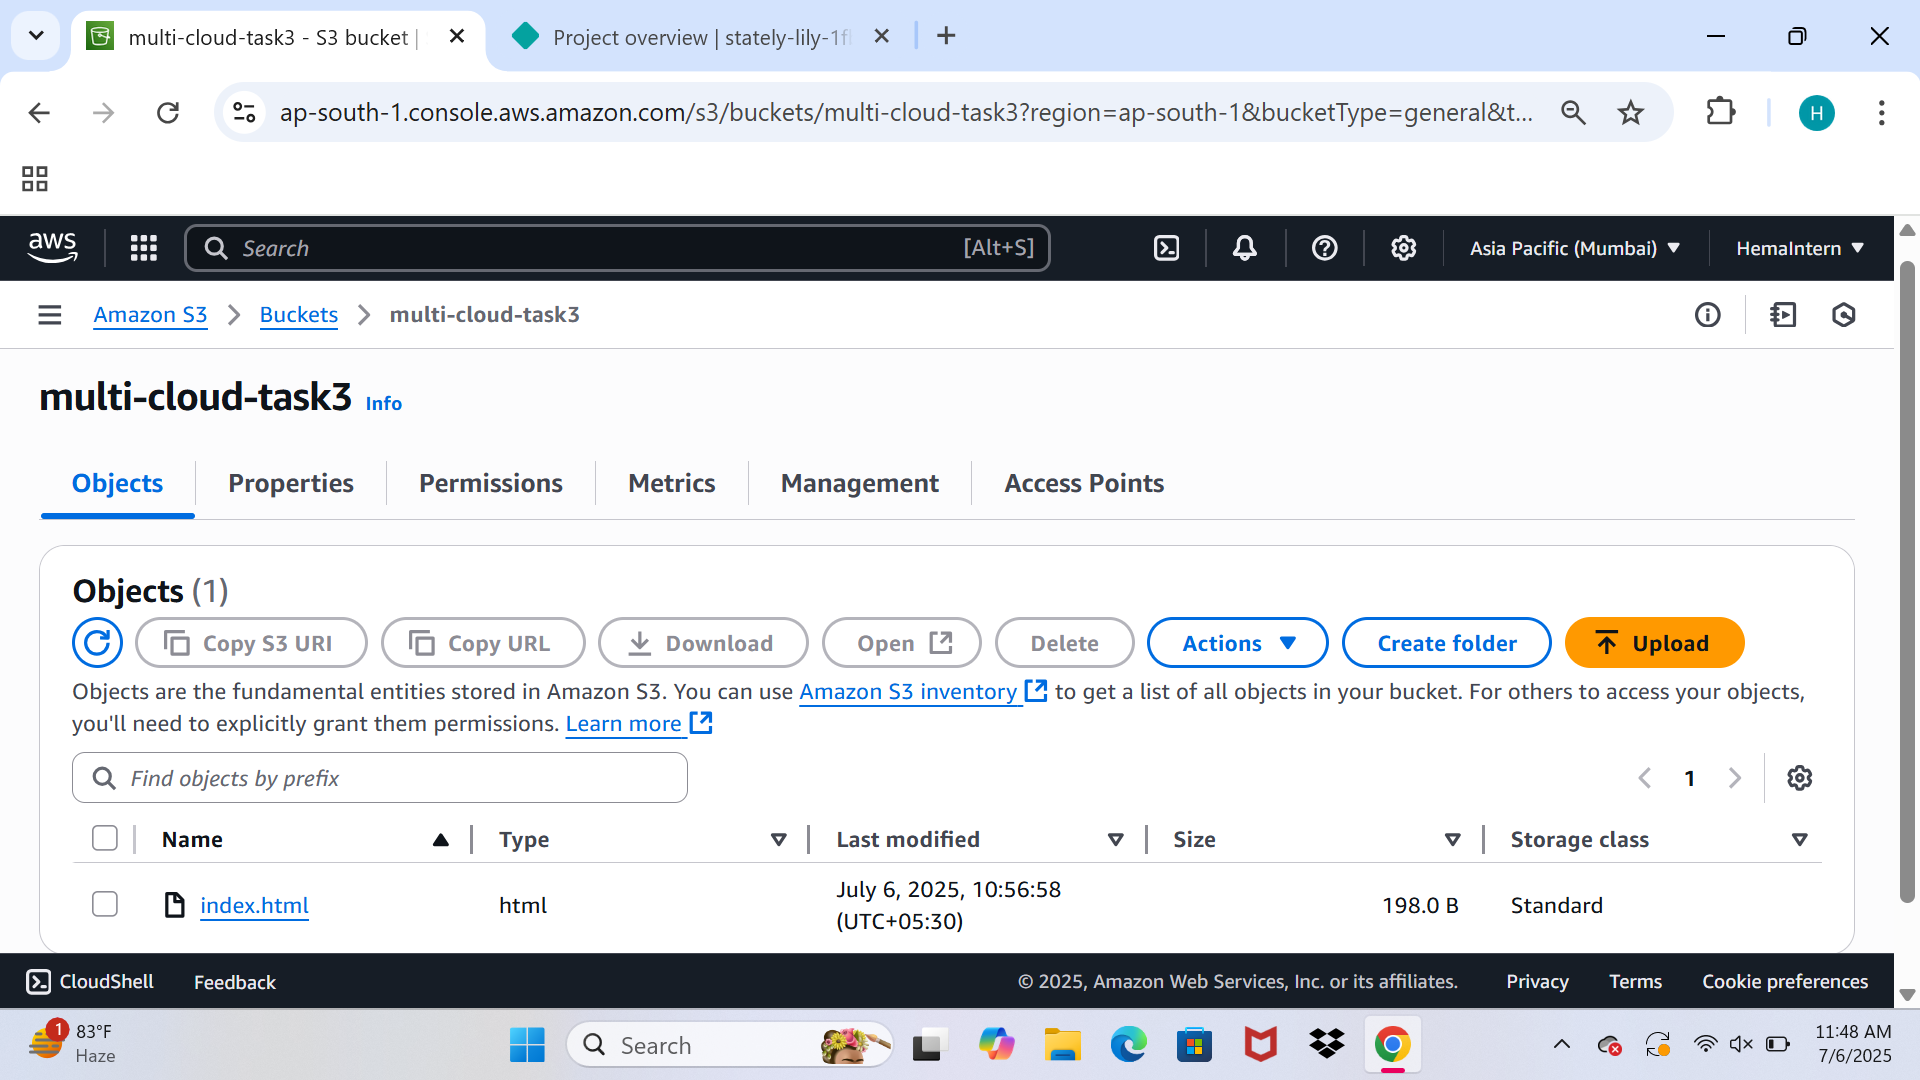 multi-cloud-task3 - S3 bucket |
Project overview | stately-lily-1f
ap-south-1.console.aws.amazon.com/s3/buckets/multi-cloud-task3?region=ap-south-1&bucketType=general&t...
H
aws
Search
[Alt+S]
Asia Pacific (Mumbai)
HemaIntern
Amazon S3
Buckets
multi-cloud-task3
multi-cloud-task3 Info
Objects
Properties
Permissions
Metrics
Management
Access Points
Objects (1)
Copy S3 URI
Copy URL
Download
Open
Delete
Actions
Create folder
Upload
Objects are the fundamental entities stored in Amazon S3. You can use Amazon S3 inventory to get a list of all objects in your bucket. For others to access your objects,
you'll need to explicitly grant them permissions. Learn more
Find objects by prefix
1
Name
Type
Last modified
Size
Storage class
index.html
html
July 6, 2025, 10:56:58
(UTC+05:30)
198.0 B
Standard
CloudShell
Feedback
© 2025, Amazon Web Services, Inc. or its affiliates.
Privacy
Terms
Cookie preferences
1
83°F
Haze
Search
11:48 AM
7/6/2025